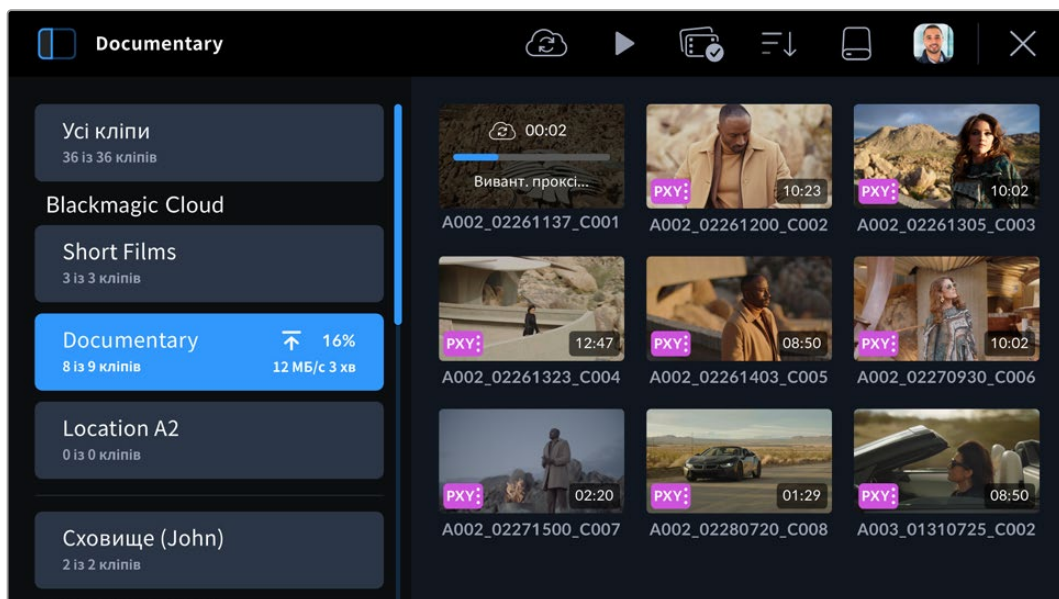 Documentary
Усі кліпи
36 із 36 кліпів
Blackmagic Cloud
Short Films
3 із 3 кліпів
Documentary 16%
8 із 9 кліпів 12 МБ/с 3 хв
Location A2
0 із 0 кліпів
Сховище (John)
2 із 2 кліпів
00:02
Вивант. проксі...
A002_02261137_C001
PXY 10:23
A002_02261200_C002
PXY 10:02
A002_02261305_C003
PXY 12:47
A002_02261323_C004
PXY 08:50
A002_02261403_C005
PXY 10:02
A002_02270930_C006
PXY 02:20
A002_02271500_C007
PXY 01:29
A002_02280720_C008
PXY 08:50
A003_01310725_C002